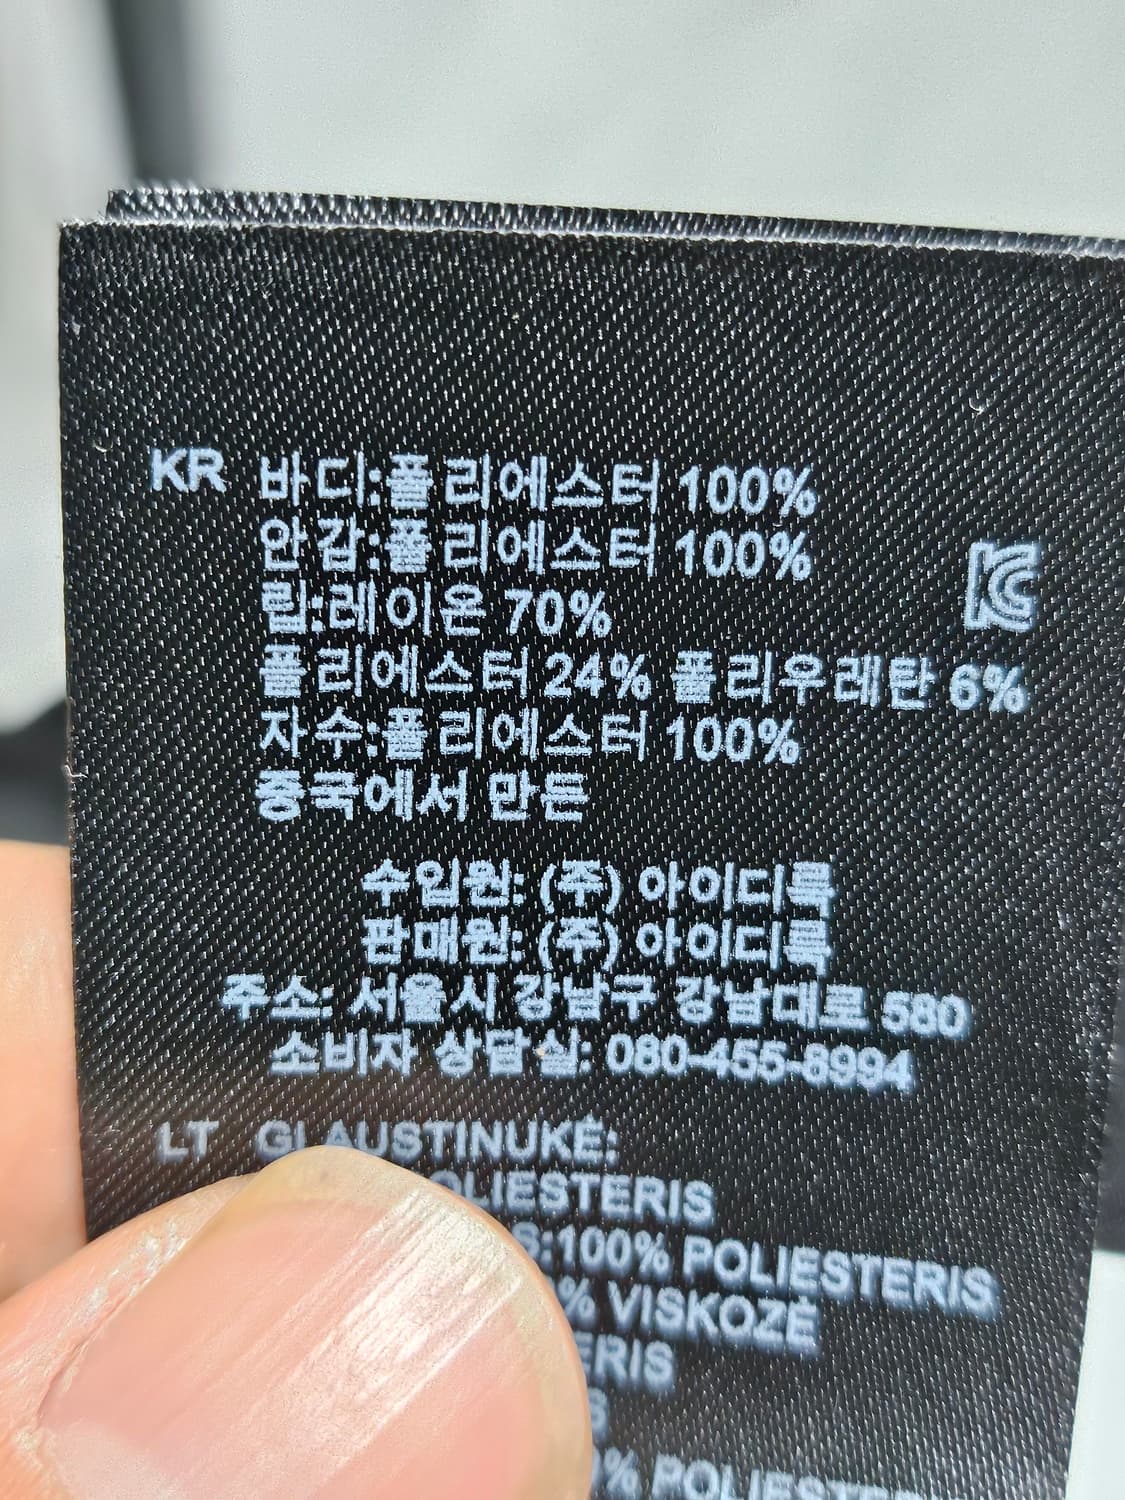 KR 바디:폴리에스터 100%
안감:폴리에스터 100%
립:레이온 70%
폴리에스터 24% 폴리우레탄 6%
자수:폴리에스터 100%
중국에서 만든
KC
수입원: (주) 아이디룩
판매원: (주) 아이디룩
주소: 서울시 강남구 강남대로 580
소비자 상담실: 080-455-8994
LT GLAUSTINUKĖ:
OLIESTERIS
S:100% POLIESTERIS
% VISKOZĖ
ERIS
S
% POLIESTERIS